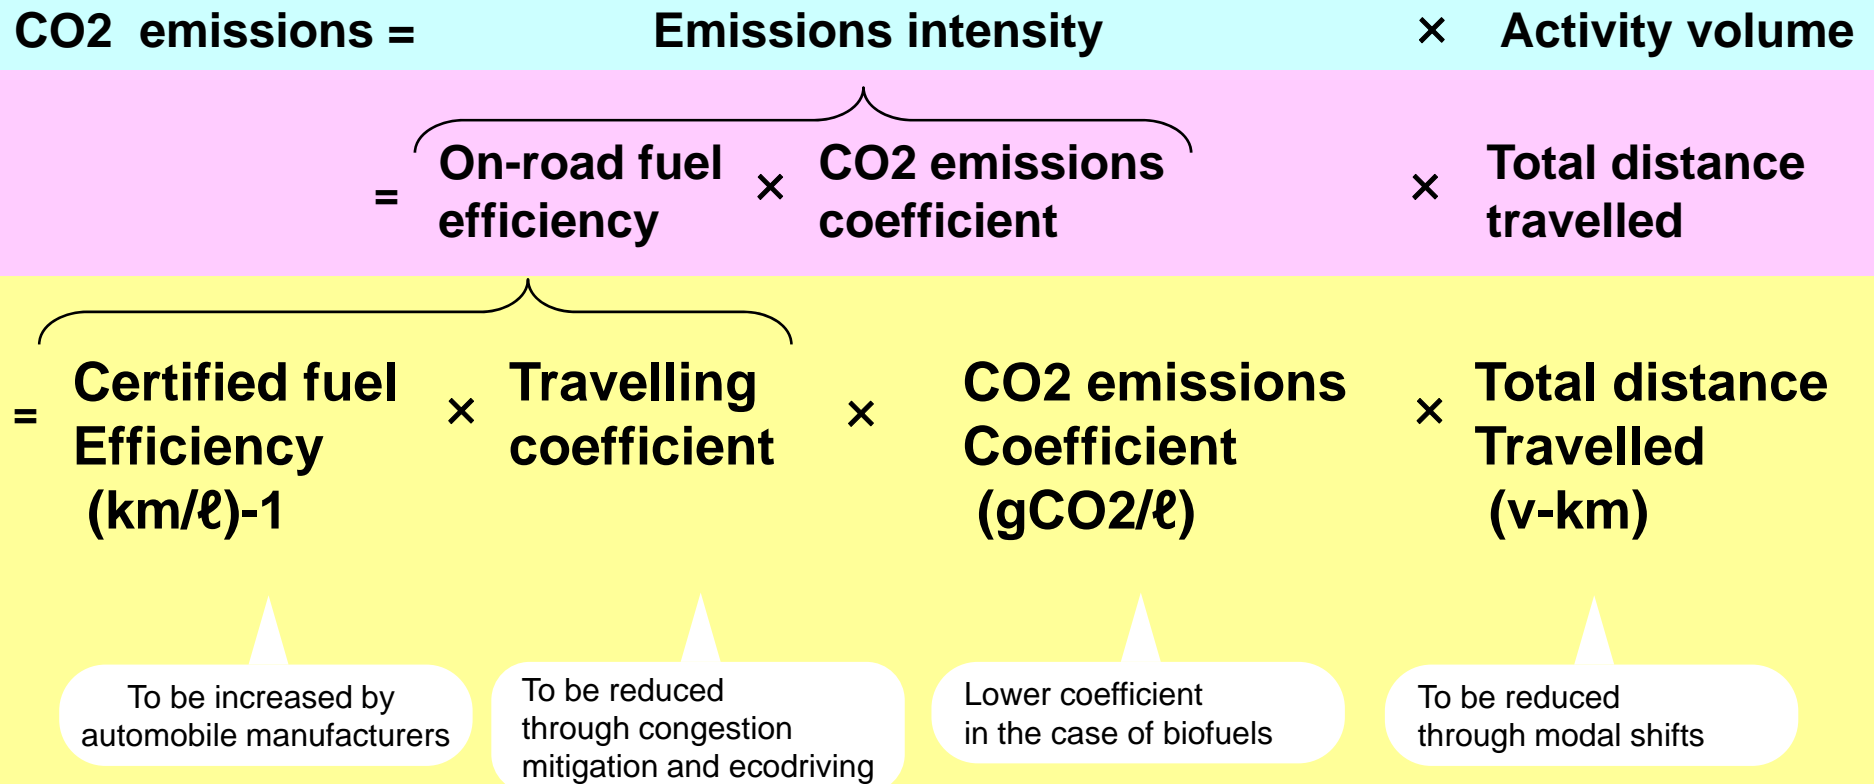 CO2 emissions = Emissions intensity × Activity volume
= On-road fuel efficiency × CO2 emissions coefficient × Total distance travelled
= Certified fuel Efficiency (km/ℓ)-1 × Travelling coefficient × CO2 emissions Coefficient (gCO2/ℓ) × Total distance Travelled (v-km)
To be increased by
automobile manufacturers
To be reduced
through congestion
mitigation and ecodriving
Lower coefficient
in the case of biofuels
To be reduced
through modal shifts